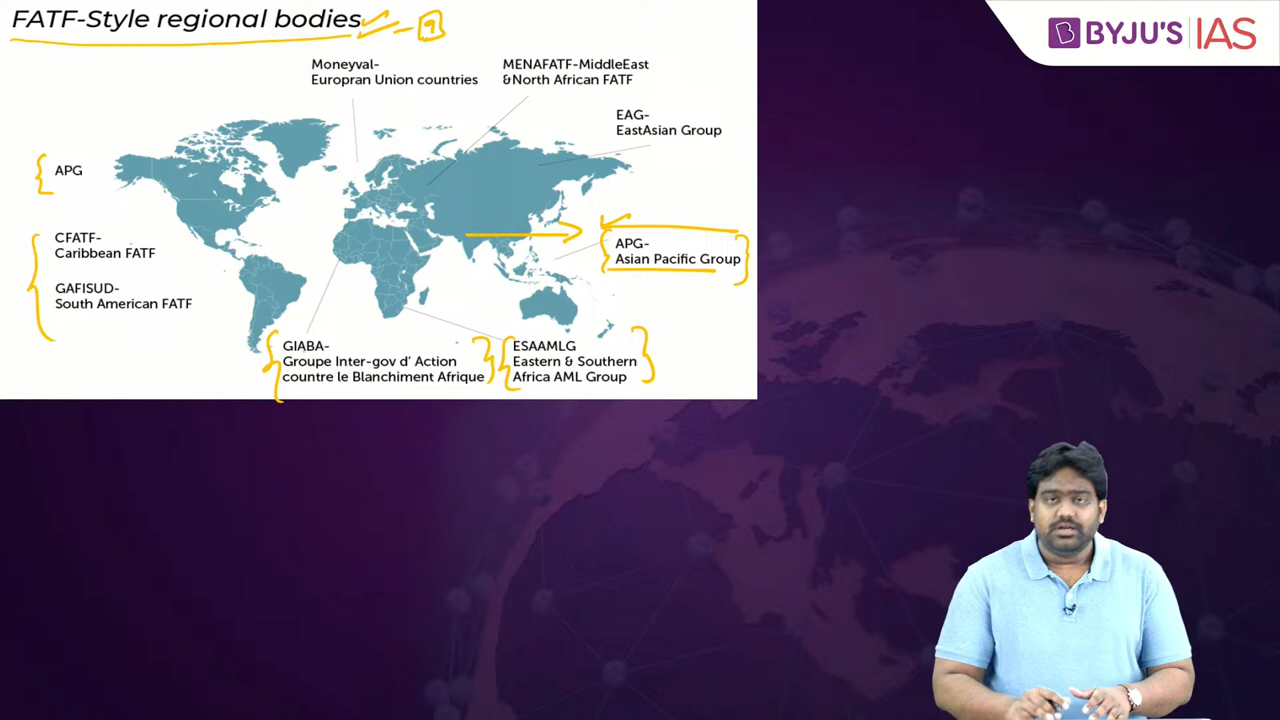 FATF-Style regional bodies
9
BYJU'S IAS
Moneyval-
Europran Union countries
MENAFATF-MiddleEast
&North African FATF
EAG-
EastAsian Group
APG
CFATF-
Caribbean FATF
GAFISUD-
South American FATF
APG-
Asian Pacific Group
GIABA-
Groupe Inter-gov d' Action
countre le Blanchiment Afrique
ESAAMLG
Eastern & Southern
Africa AML Group